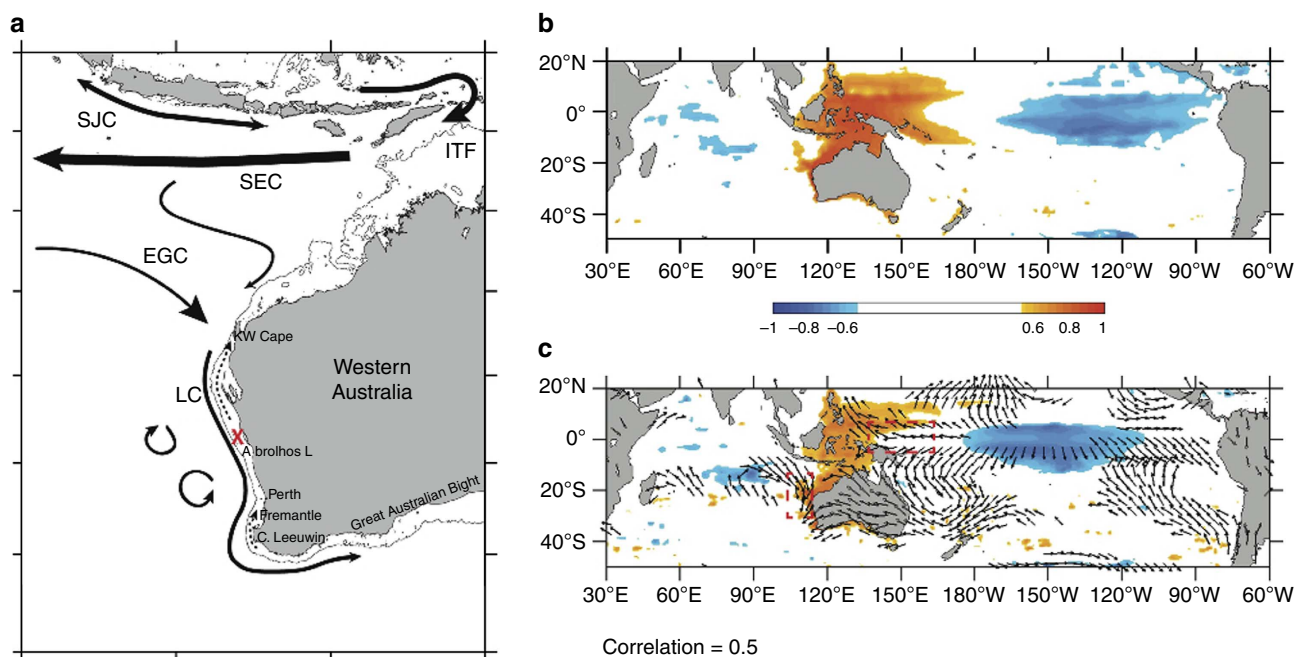 a
SJC
ITF
SEC
EGC
KW Cape
LC
Western
Australia
X
Abrolhos L
Perth
Fremantle
C. Leeuwin
Great Australian Bight
b
20°N
0°
20°S
40°S
30°E 60°E 90°E 120°E 150°E 180°W 150°W 120°W 90°W 60°W
–1 –0.8 –0.6 0.6 0.8 1
c
20°N
0°
20°S
40°S
30°E 60°E 90°E 120°E 150°E 180°W 150°W 120°W 90°W 60°W
Correlation = 0.5